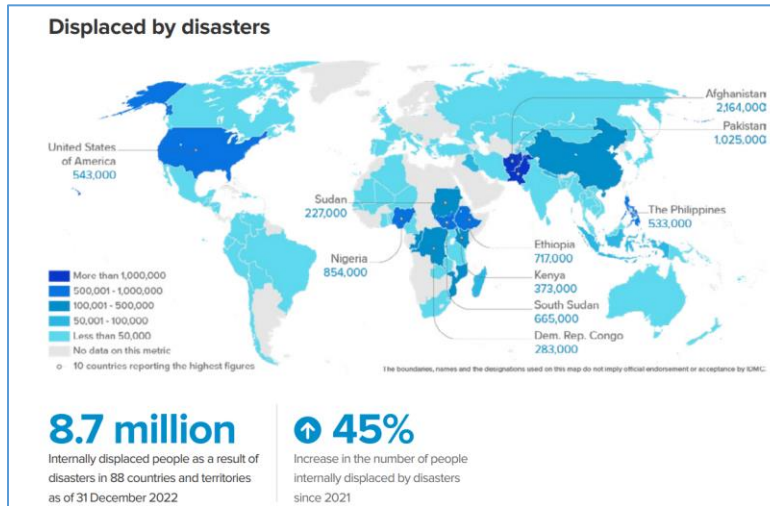 Displaced by disasters
Afghanistan
2,164,000
Pakistan
1,025,000
United States
of America
543,000
Sudan
227,000
The Philippines
533,000
Nigeria
854,000
Ethiopia
717,000
Kenya
373,000
South Sudan
665,000
Dem. Rep. Congo
283,000
More than 1,000,000
500,001 - 1,000,000
100,001 - 500,000
50,001 - 100,000
Less than 50,000
No data on this metric
10 countries reporting the highest figures
The boundaries, names and the designations used on this map do not imply official endorsement or acceptance by IDMC.
8.7 million
Internally displaced people as a result of
disasters in 88 countries and territories
as of 31 December 2022
45%
Increase in the number of people
internally displaced by disasters
since 2021